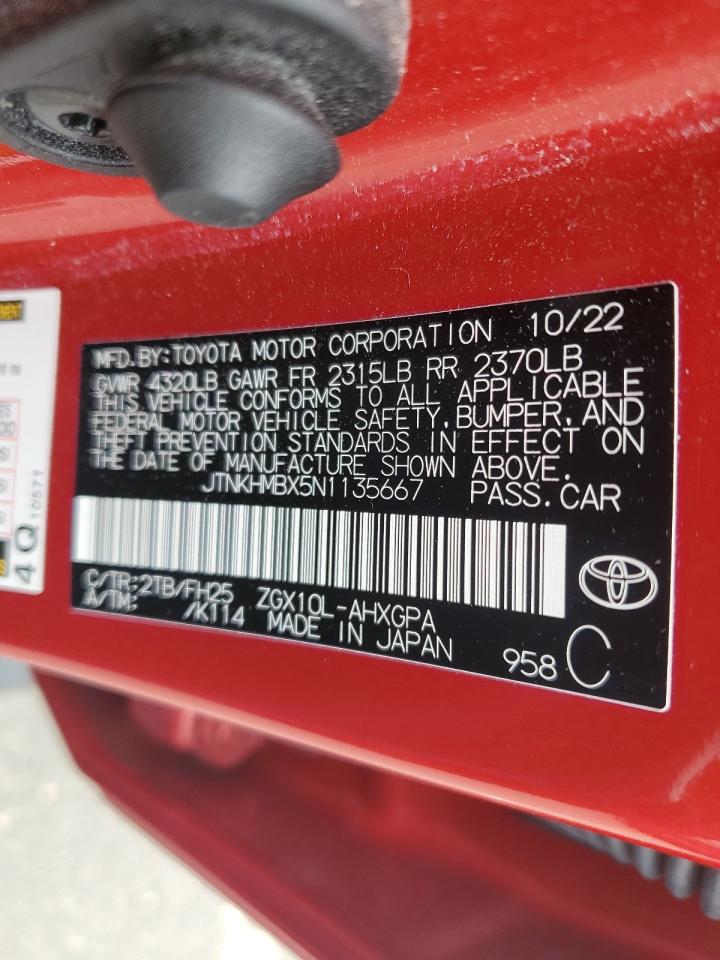 MFD.BY:TOYOTA MOTOR CORPORATION 10/22
GVWR 4320LB GAWR FR 2315LB RR 2370LB
THIS VEHICLE CONFORMS TO ALL APPLICABLE
FEDERAL MOTOR VEHICLE SAFETY,BUMPER,AND
THEFT PREVENTION STANDARDS IN EFFECT ON
THE DATE OF MANUFACTURE SHOWN ABOVE.
JTNKHMBX5N1135667 PASS.CAR
C/TR:2TB/FH25 ZGX10L-AHXGPA
A/TM: /K114 MADE IN JAPAN
958 C
4Q 10571